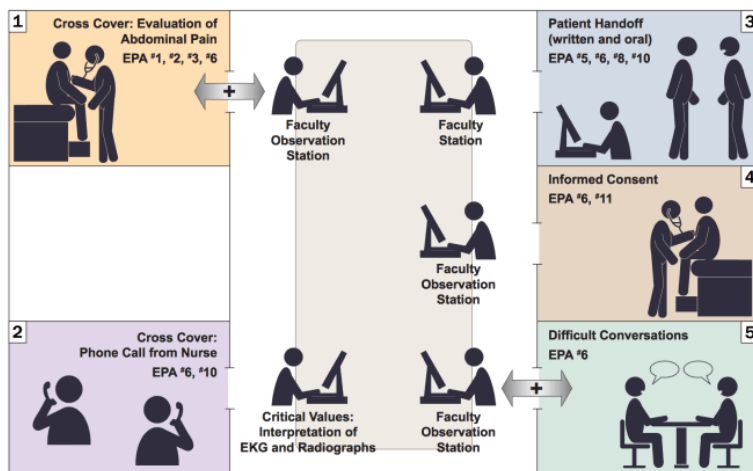 1
Cross Cover: Evaluation of
Abdominal Pain
EPA #1, #2, #3, #6
+
Faculty
Observation
Station
Faculty
Station
3
Patient Handoff
(written and oral)
EPA #5, #6, #8, #10
Faculty
Observation
Station
4
Informed Consent
EPA #6, #11
2
Cross Cover:
Phone Call from Nurse
EPA #6, #10
Critical Values:
Interpretation of
EKG and Radiographs
Faculty
Observation
Station
+
5
Difficult Conversations
EPA #6